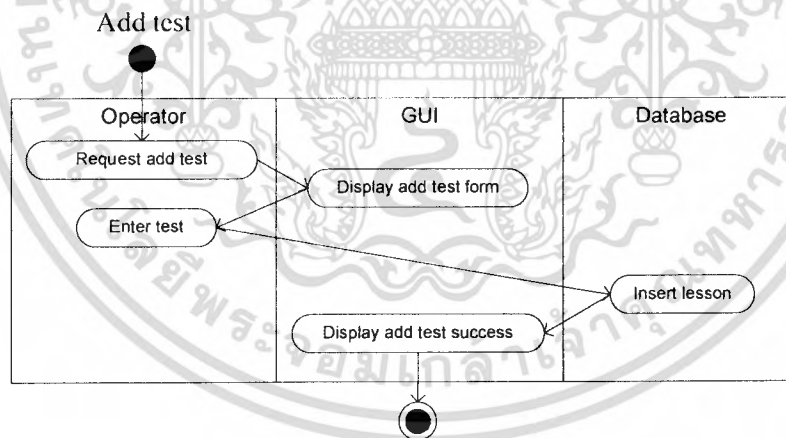 Add test
Operator
GUI
Database
Request add test
Display add test form
Enter test
Insert lesson
Display add test success